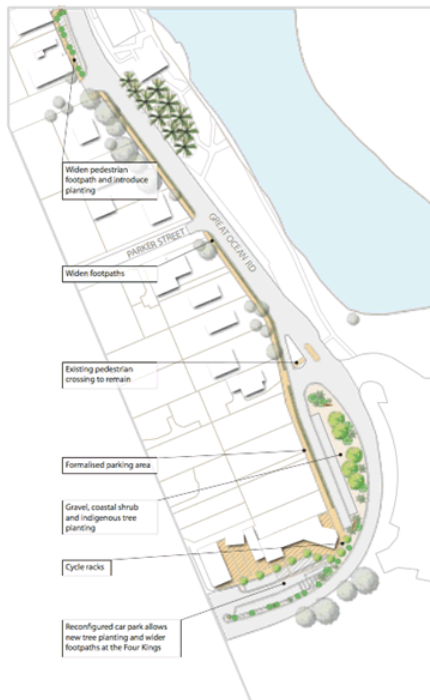 Widen pedestrian
footpath and introduce
planting
GREAT OCEAN RD
PARKER STREET
Widen footpaths
Existing pedestrian
crossing to remain
Formalised parking area
Gravel, coastal shrub
and indigenous tree
planting
Cycle racks
Reconfigured car park allows
new tree planting and wider
footpaths at the Four Kings